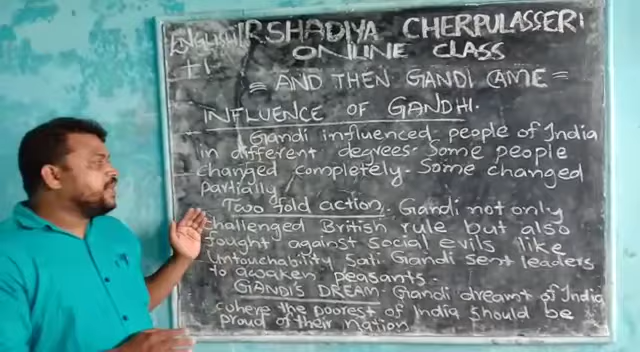 ENGLISH IRSHADIYA CHERPULASSERI
+1 ONLINE CLASS
= AND THEN GANDI CAME =
INFLUENCE OF GANDHI.
Gandi influenced people of India
in different degrees. Some people
changed completely. Some changed
partially
Two fold action. Gandi not only
challenged British rule but also
fought against social evils like
Untouchability Sati. Gandi sent leaders
to awaken peasants.
GANDI'S DREAM. Gandi dreamt of India
where the poorest of India should be
proud of their nation